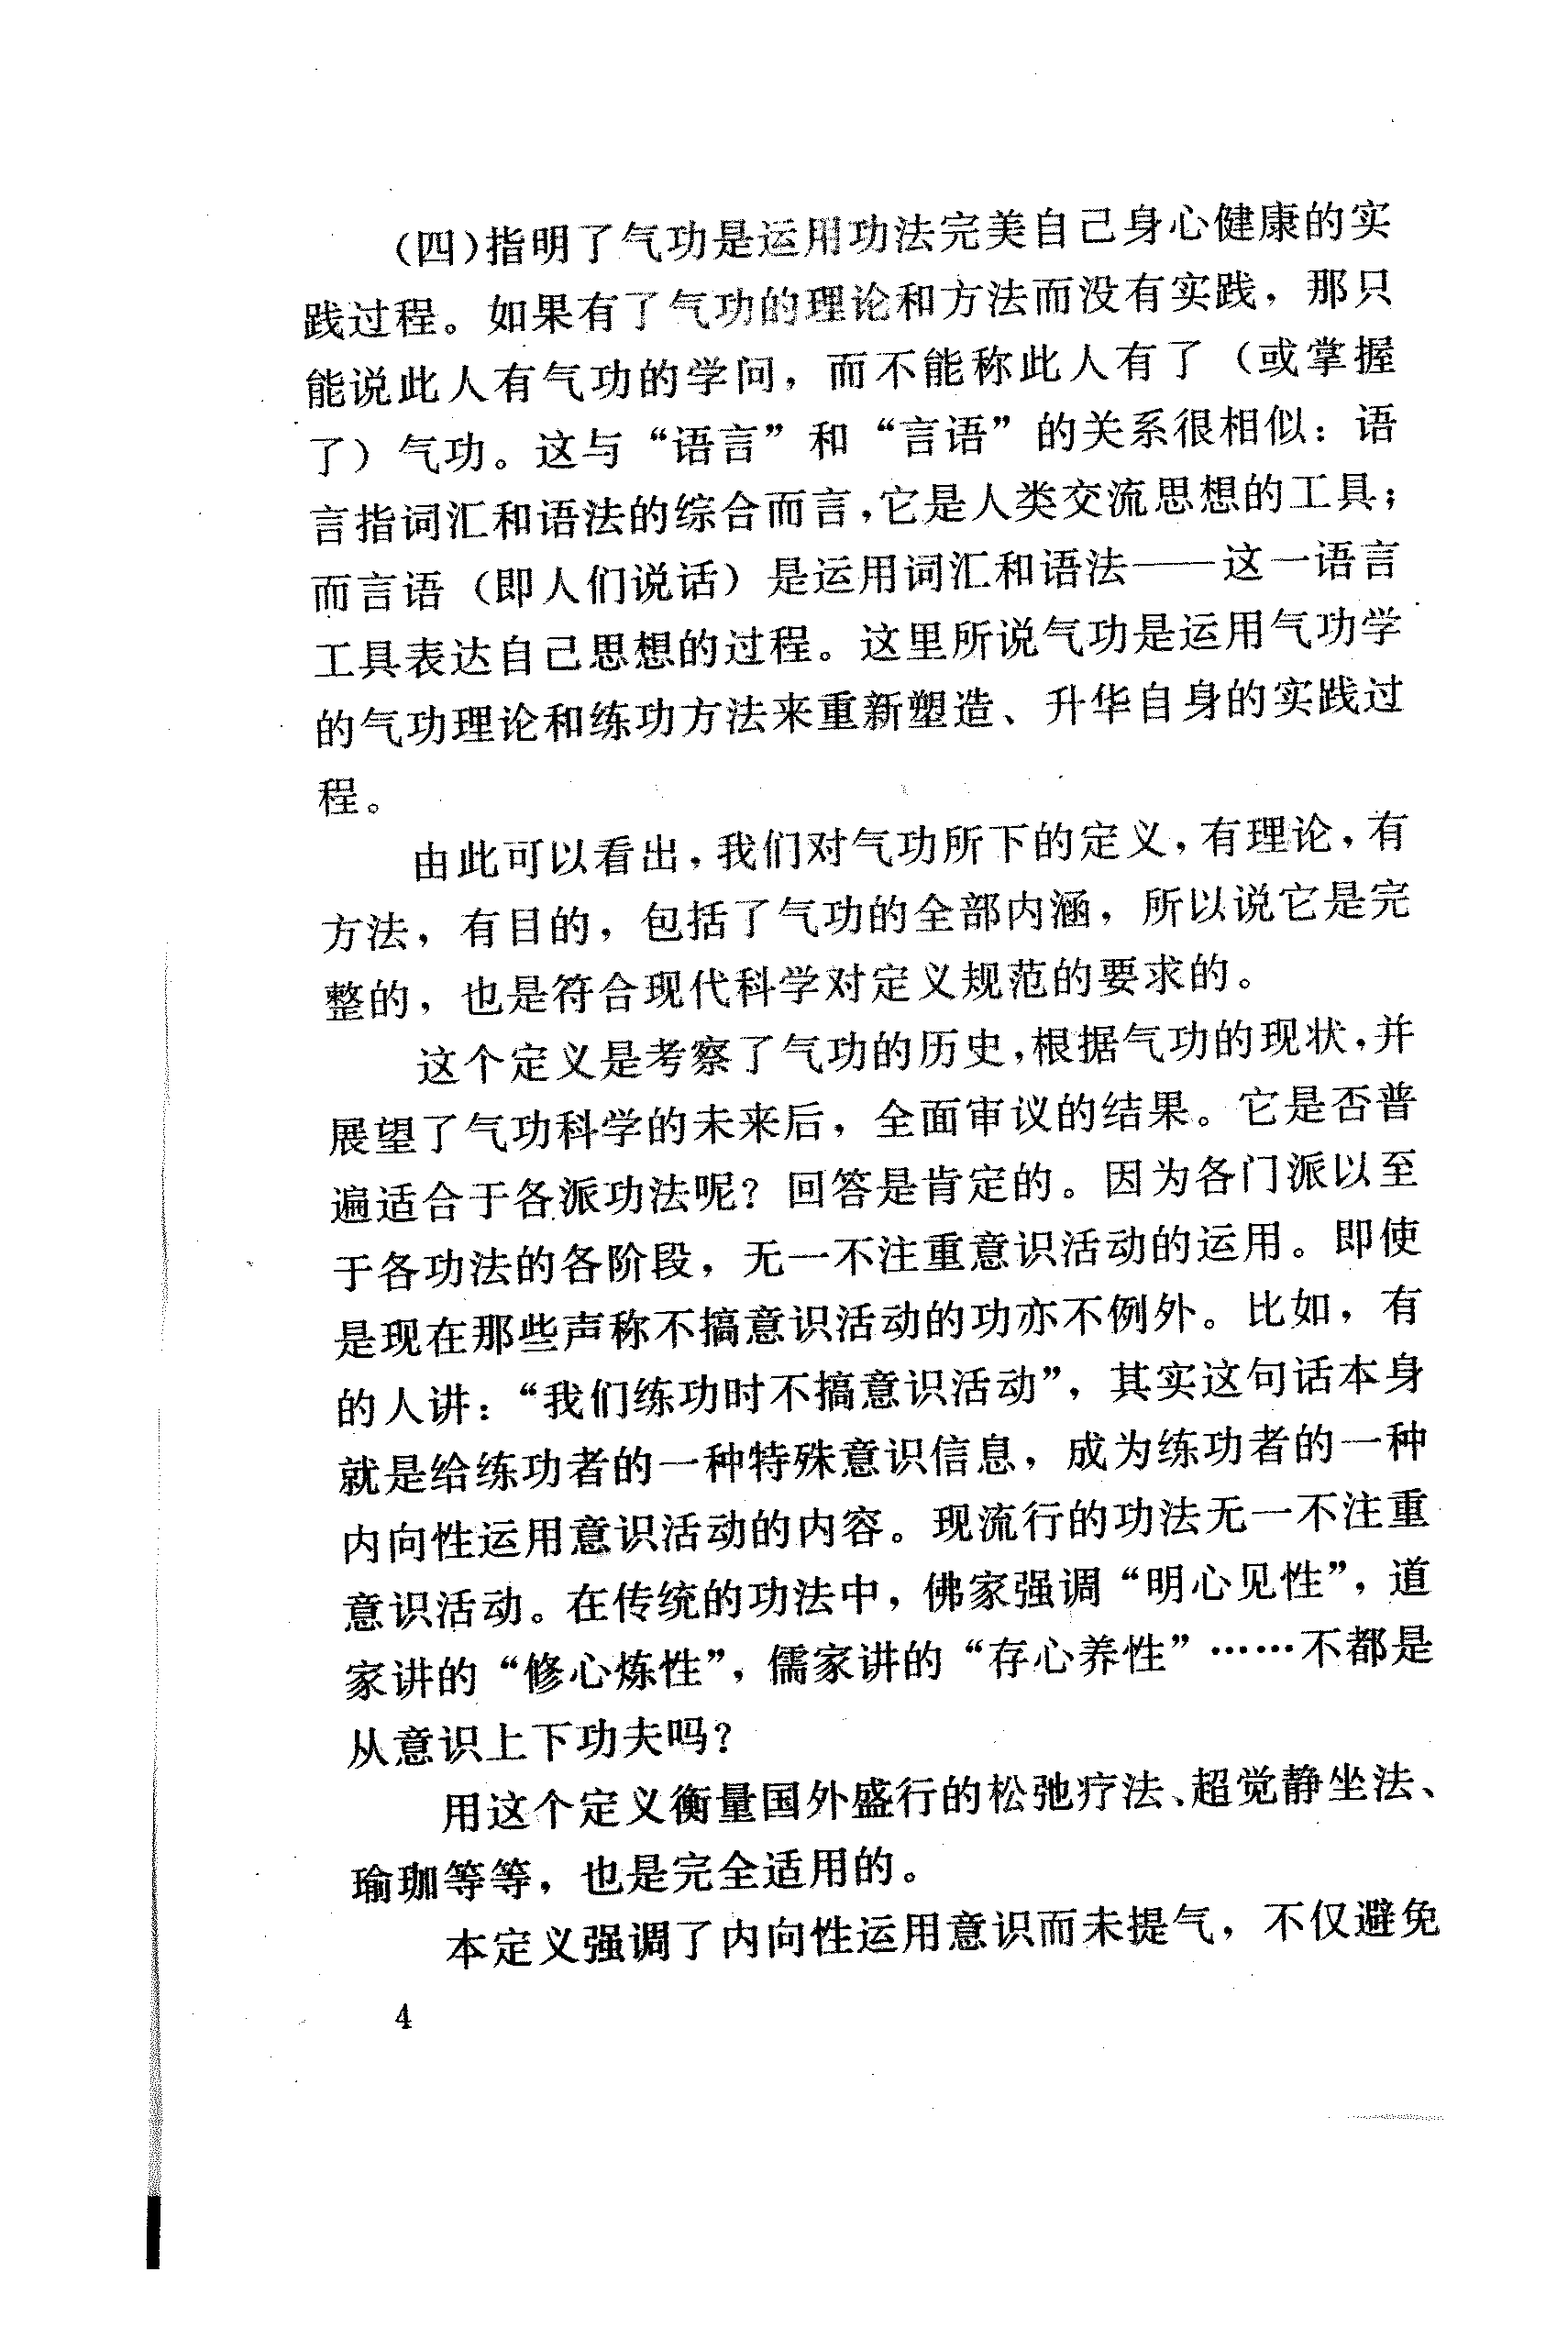 （四）指明了气功是运用功法完美自己身心健康的实
践过程。如果有了气功的理论和方法而没有实践，那只
能说此人有气功的学问，而不能称此人有了（或掌握
了）气功。这与“语言”和“言语”的关系很相似：语
言指词汇和语法的综合而言，它是人类交流思想的工具；
而言语（即人们说话）是运用词汇和语法——这一语言
工具表达自己思想的过程。这里所说气功是运用气功学
的气功理论和练功方法来重新塑造、升华自身的实践过
程。
由此可以看出，我们对气功所下的定义，有理论，有
方法，有目的，包括了气功的全部内涵，所以说它是完
整的，也是符合现代科学对定义规范的要求的。
这个定义是考察了气功的历史，根据气功的现状，并
展望了气功科学的未来后，全面审议的结果。它是否普
遍适合于各派功法呢？回答是肯定的。因为各门派以至
于各功法的各阶段，无一不注重意识活动的运用。即使
是现在那些声称不搞意识活动的功亦不例外。比如，有
的人讲：“我们练功时不搞意识活动”，其实这句话本身
就是给练功者的一种特殊意识信息，成为练功者的一种
内向性运用意识活动的内容。现流行的功法无一不注重
意识活动。在传统的功法中，佛家强调“明心见性”，道
家讲的“修心炼性”，儒家讲的“存心养性”……不都是
从意识上下功夫吗？
用这个定义衡量国外盛行的松弛疗法、超觉静坐法、
瑜珈等等，也是完全适用的。
本定义强调了内向性运用意识而未提气，不仅避免
4